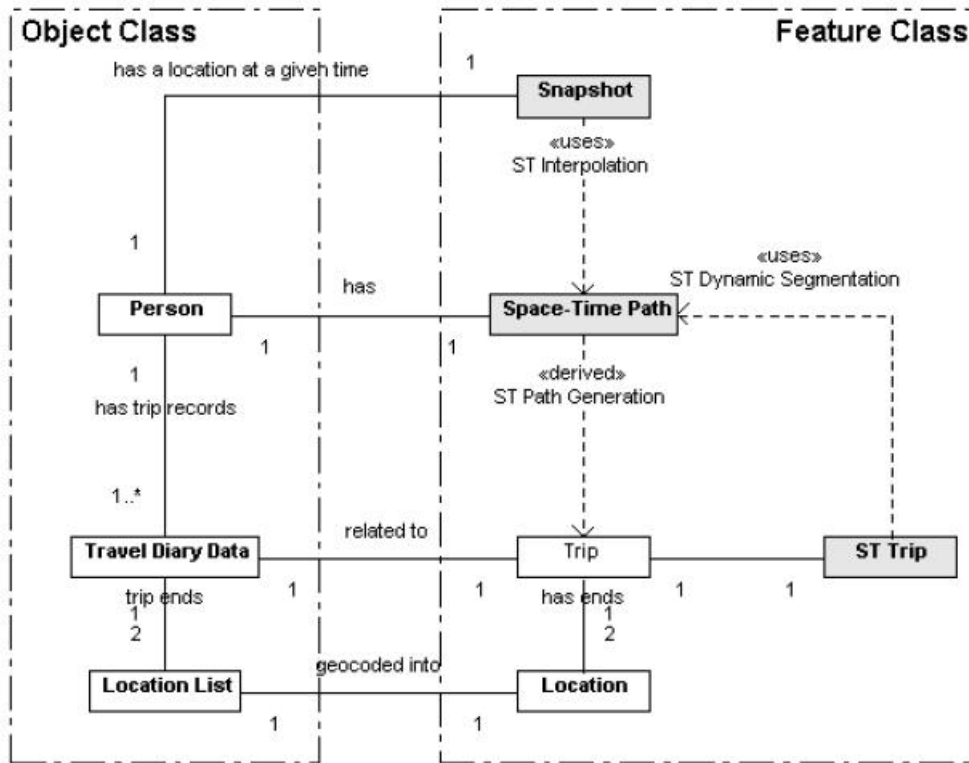 Object Class
Feature Class
has a location at a given time
1
Snapshot
«uses»
ST Interpolation
1
«uses»
ST Dynamic Segmentation
Person
has
Space-Time Path
1
1
1
«derived»
ST Path Generation
has trip records
1..*
related to
Travel Diary Data
Trip
ST Trip
trip ends
1
1
has ends
1
1
1
2
1
2
geocoded into
Location List
Location
1
1